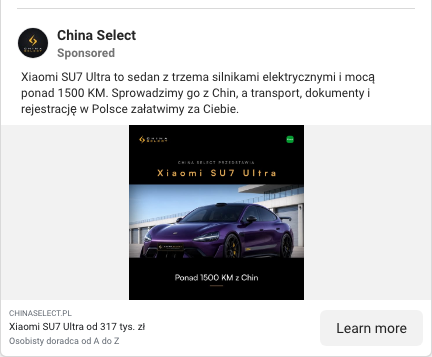 China Select
Sponsored
Xiaomi SU7 Ultra to sedan z trzema silnikami elektrycznymi i mocą
ponad 1500 KM. Sprowadzimy go z Chin, a transport, dokumenty i
rejestrację w Polsce załatwimy za Ciebie.
CHINA
SELECT
CHINA SELECT PRZEDSTAWIA
Xiaomi SU7 Ultra
Ponad 1500 KM z Chin
CHINASELECT.PL
Xiaomi SU7 Ultra od 317 tys. zł
Osobisty doradca od A do Z
Learn more